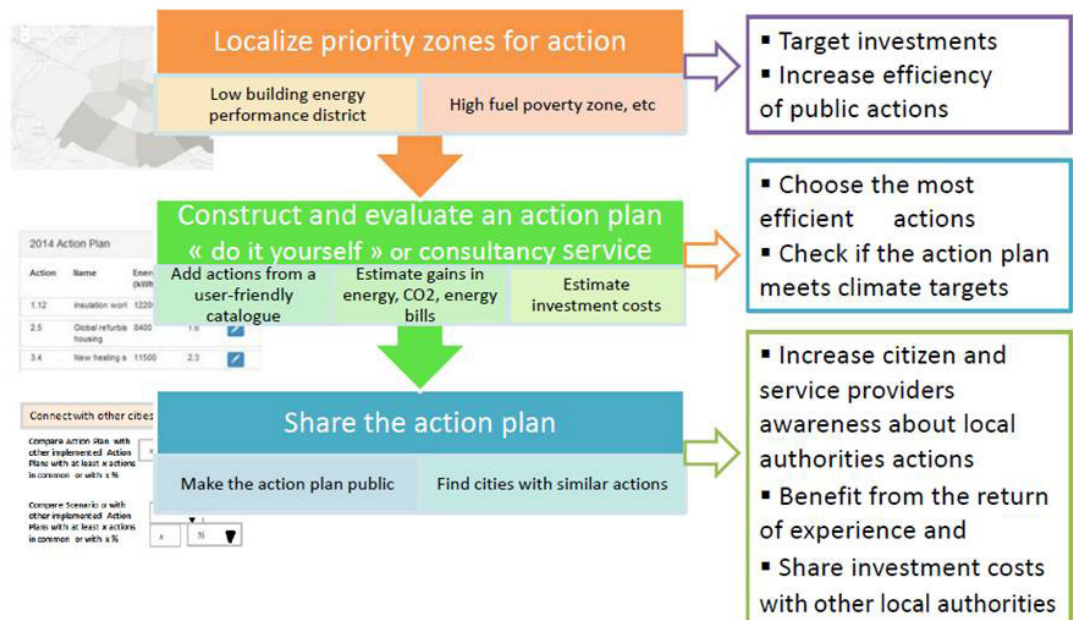 Localize priority zones for action
Low building energy
performance district
High fuel poverty zone, etc
▪ Target investments
▪ Increase efficiency
of public actions
Construct and evaluate an action plan
« do it yourself » or consultancy service
Add actions from a
user-friendly
catalogue
Estimate gains in
energy, CO2, energy
bills
Estimate
investment costs
▪ Choose the most
efficient actions
▪ Check if the action plan
meets climate targets
2014 Action Plan
Action Name
1.12 Insulation
2.5 Global 8400
housing
3.4 New heating s 11500 2.3
Share the action plan
Make the action plan public
Find cities with similar actions
▪ Increase citizen and
service providers
awareness about local
authorities actions
▪ Benefit from the return
of experience and
▪ Share investment costs
with other local authorities
Connect with other cities
Compare Action Plan with
other implemented Action
Plans with at least x actions
in common or with x %
x
Compare Scenario α with
other implemented Action
Plans with at least x actions
in common or with x %
x %